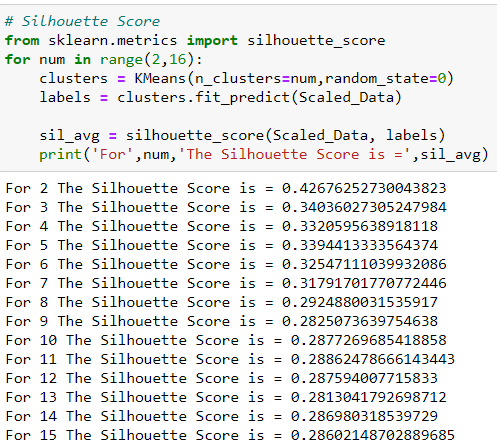 # Silhouette Score
from sklearn.metrics import silhouette_score
for num in range(2,16):
    clusters = KMeans(n_clusters=num,random_state=0)
    labels = clusters.fit_predict(Scaled_Data)

    sil_avg = silhouette_score(Scaled_Data, labels)
    print('For',num,'The Silhouette Score is =',sil_avg)
For 2 The Silhouette Score is = 0.42676252730043823
For 3 The Silhouette Score is = 0.34036027305247984
For 4 The Silhouette Score is = 0.3320595638918118
For 5 The Silhouette Score is = 0.3394413333564374
For 6 The Silhouette Score is = 0.32547111039932086
For 7 The Silhouette Score is = 0.31791701770772446
For 8 The Silhouette Score is = 0.2924880031535917
For 9 The Silhouette Score is = 0.2825073639754638
For 10 The Silhouette Score is = 0.2877269685418858
For 11 The Silhouette Score is = 0.28862478666143443
For 12 The Silhouette Score is = 0.287594007715833
For 13 The Silhouette Score is = 0.2813041792698712
For 14 The Silhouette Score is = 0.286980318539729
For 15 The Silhouette Score is = 0.28602148702889685